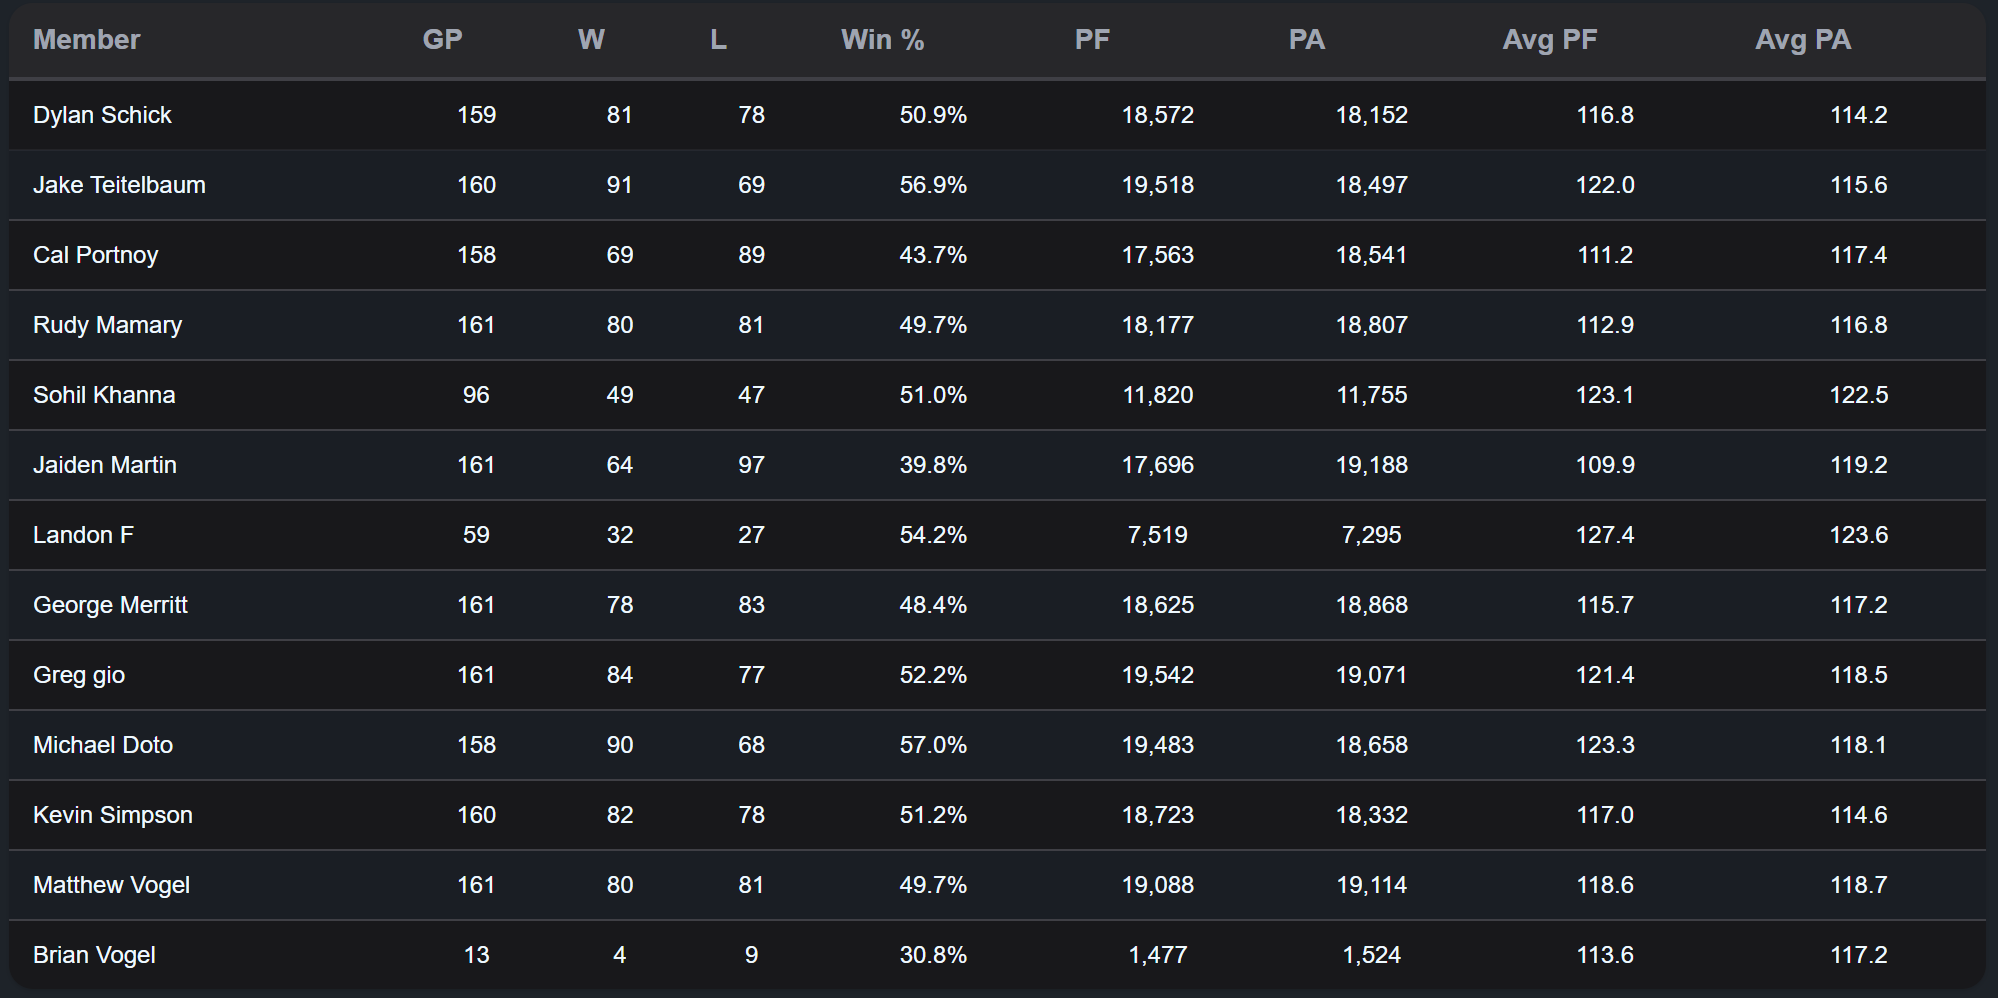 Member GP W L Win % PF PA Avg PF Avg PA
Dylan Schick 159 81 78 50.9% 18,572 18,152 116.8 114.2
Jake Teitelbaum 160 91 69 56.9% 19,518 18,497 122.0 115.6
Cal Portnoy 158 69 89 43.7% 17,563 18,541 111.2 117.4
Rudy Mamary 161 80 81 49.7% 18,177 18,807 112.9 116.8
Sohil Khanna 96 49 47 51.0% 11,820 11,755 123.1 122.5
Jaiden Martin 161 64 97 39.8% 17,696 19,188 109.9 119.2
Landon F 59 32 27 54.2% 7,519 7,295 127.4 123.6
George Merritt 161 78 83 48.4% 18,625 18,868 115.7 117.2
Greg gio 161 84 77 52.2% 19,542 19,071 121.4 118.5
Michael Doto 158 90 68 57.0% 19,483 18,658 123.3 118.1
Kevin Simpson 160 82 78 51.2% 18,723 18,332 117.0 114.6
Matthew Vogel 161 80 81 49.7% 19,088 19,114 118.6 118.7
Brian Vogel 13 4 9 30.8% 1,477 1,524 113.6 117.2